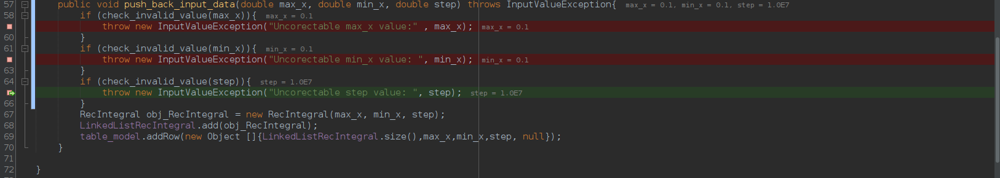 57 public void push_back_input_data(double max_x, double min_x, double step) throws InputValueException{ max_x = 0.1, min_x = 0.1, step = 1.0E7
58 if (check_invalid_value(max_x)){ max_x = 0.1
throw new InputValueException("Uncorectable max_x value:" , max_x); max_x = 0.1
60 }
61 if (check_invalid_value(min_x)){ min_x = 0.1
throw new InputValueException("Uncorectable min_x value: ", min_x); min_x = 0.1
63 }
64 if (check_invalid_value(step)){ step = 1.0E7
throw new InputValueException("Uncorectable step value: ", step); step = 1.0E7
66 }
67 RecIntegral obj_RecIntegral = new RecIntegral(max_x, min_x, step);
68 LinkedListRecIntegral.add(obj_RecIntegral);
69 table_model.addRow(new Object []{LinkedListRecIntegral.size(),max_x,min_x,step, null});
70 }
71
72 }